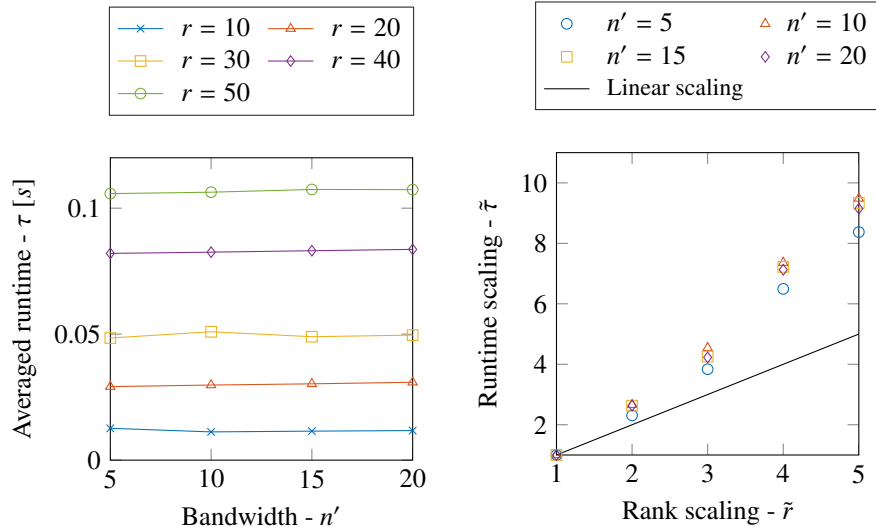 r = 10 r = 20
r = 30 r = 40
r = 50
0.1
0.05
0
5 10 15 20
Averaged runtime - τ [s]
Bandwidth - n′
n′ = 5 n′ = 10
n′ = 15 n′ = 20
Linear scaling
10
8
6
4
2
1 2 3 4 5
Runtime scaling - τ̃
Rank scaling - r̃